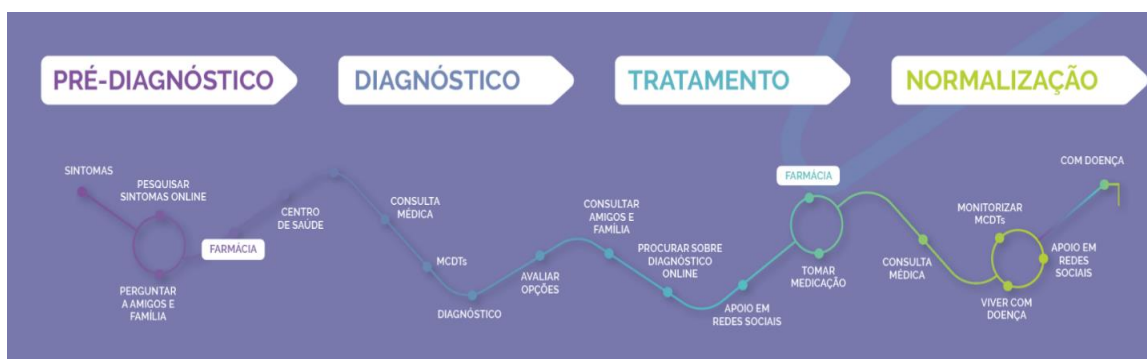 PRÉ-DIAGNÓSTICO
DIAGNÓSTICO
TRATAMENTO
NORMALIZAÇÃO
SINTOMAS
PESQUISAR
SINTOMAS ONLINE
FARMÁCIA
PERGUNTAR
A AMIGOS E
FAMÍLIA
CENTRO
DE SAÚDE
CONSULTA
MÉDICA
MCDTs
DIAGNÓSTICO
AVALIAR
OPÇÕES
CONSULTAR
AMIGOS E
FAMÍLIA
PROCURAR SOBRE
DIAGNÓSTICO
ONLINE
APOIO EM
REDES SOCIAIS
FARMÁCIA
TOMAR
MEDICAÇÃO
CONSULTA
MÉDICA
MONITORIZAR
MCDTs
VIVER COM
DOENÇA
APOIO EM
REDES
SOCIAIS
COM DOENÇA